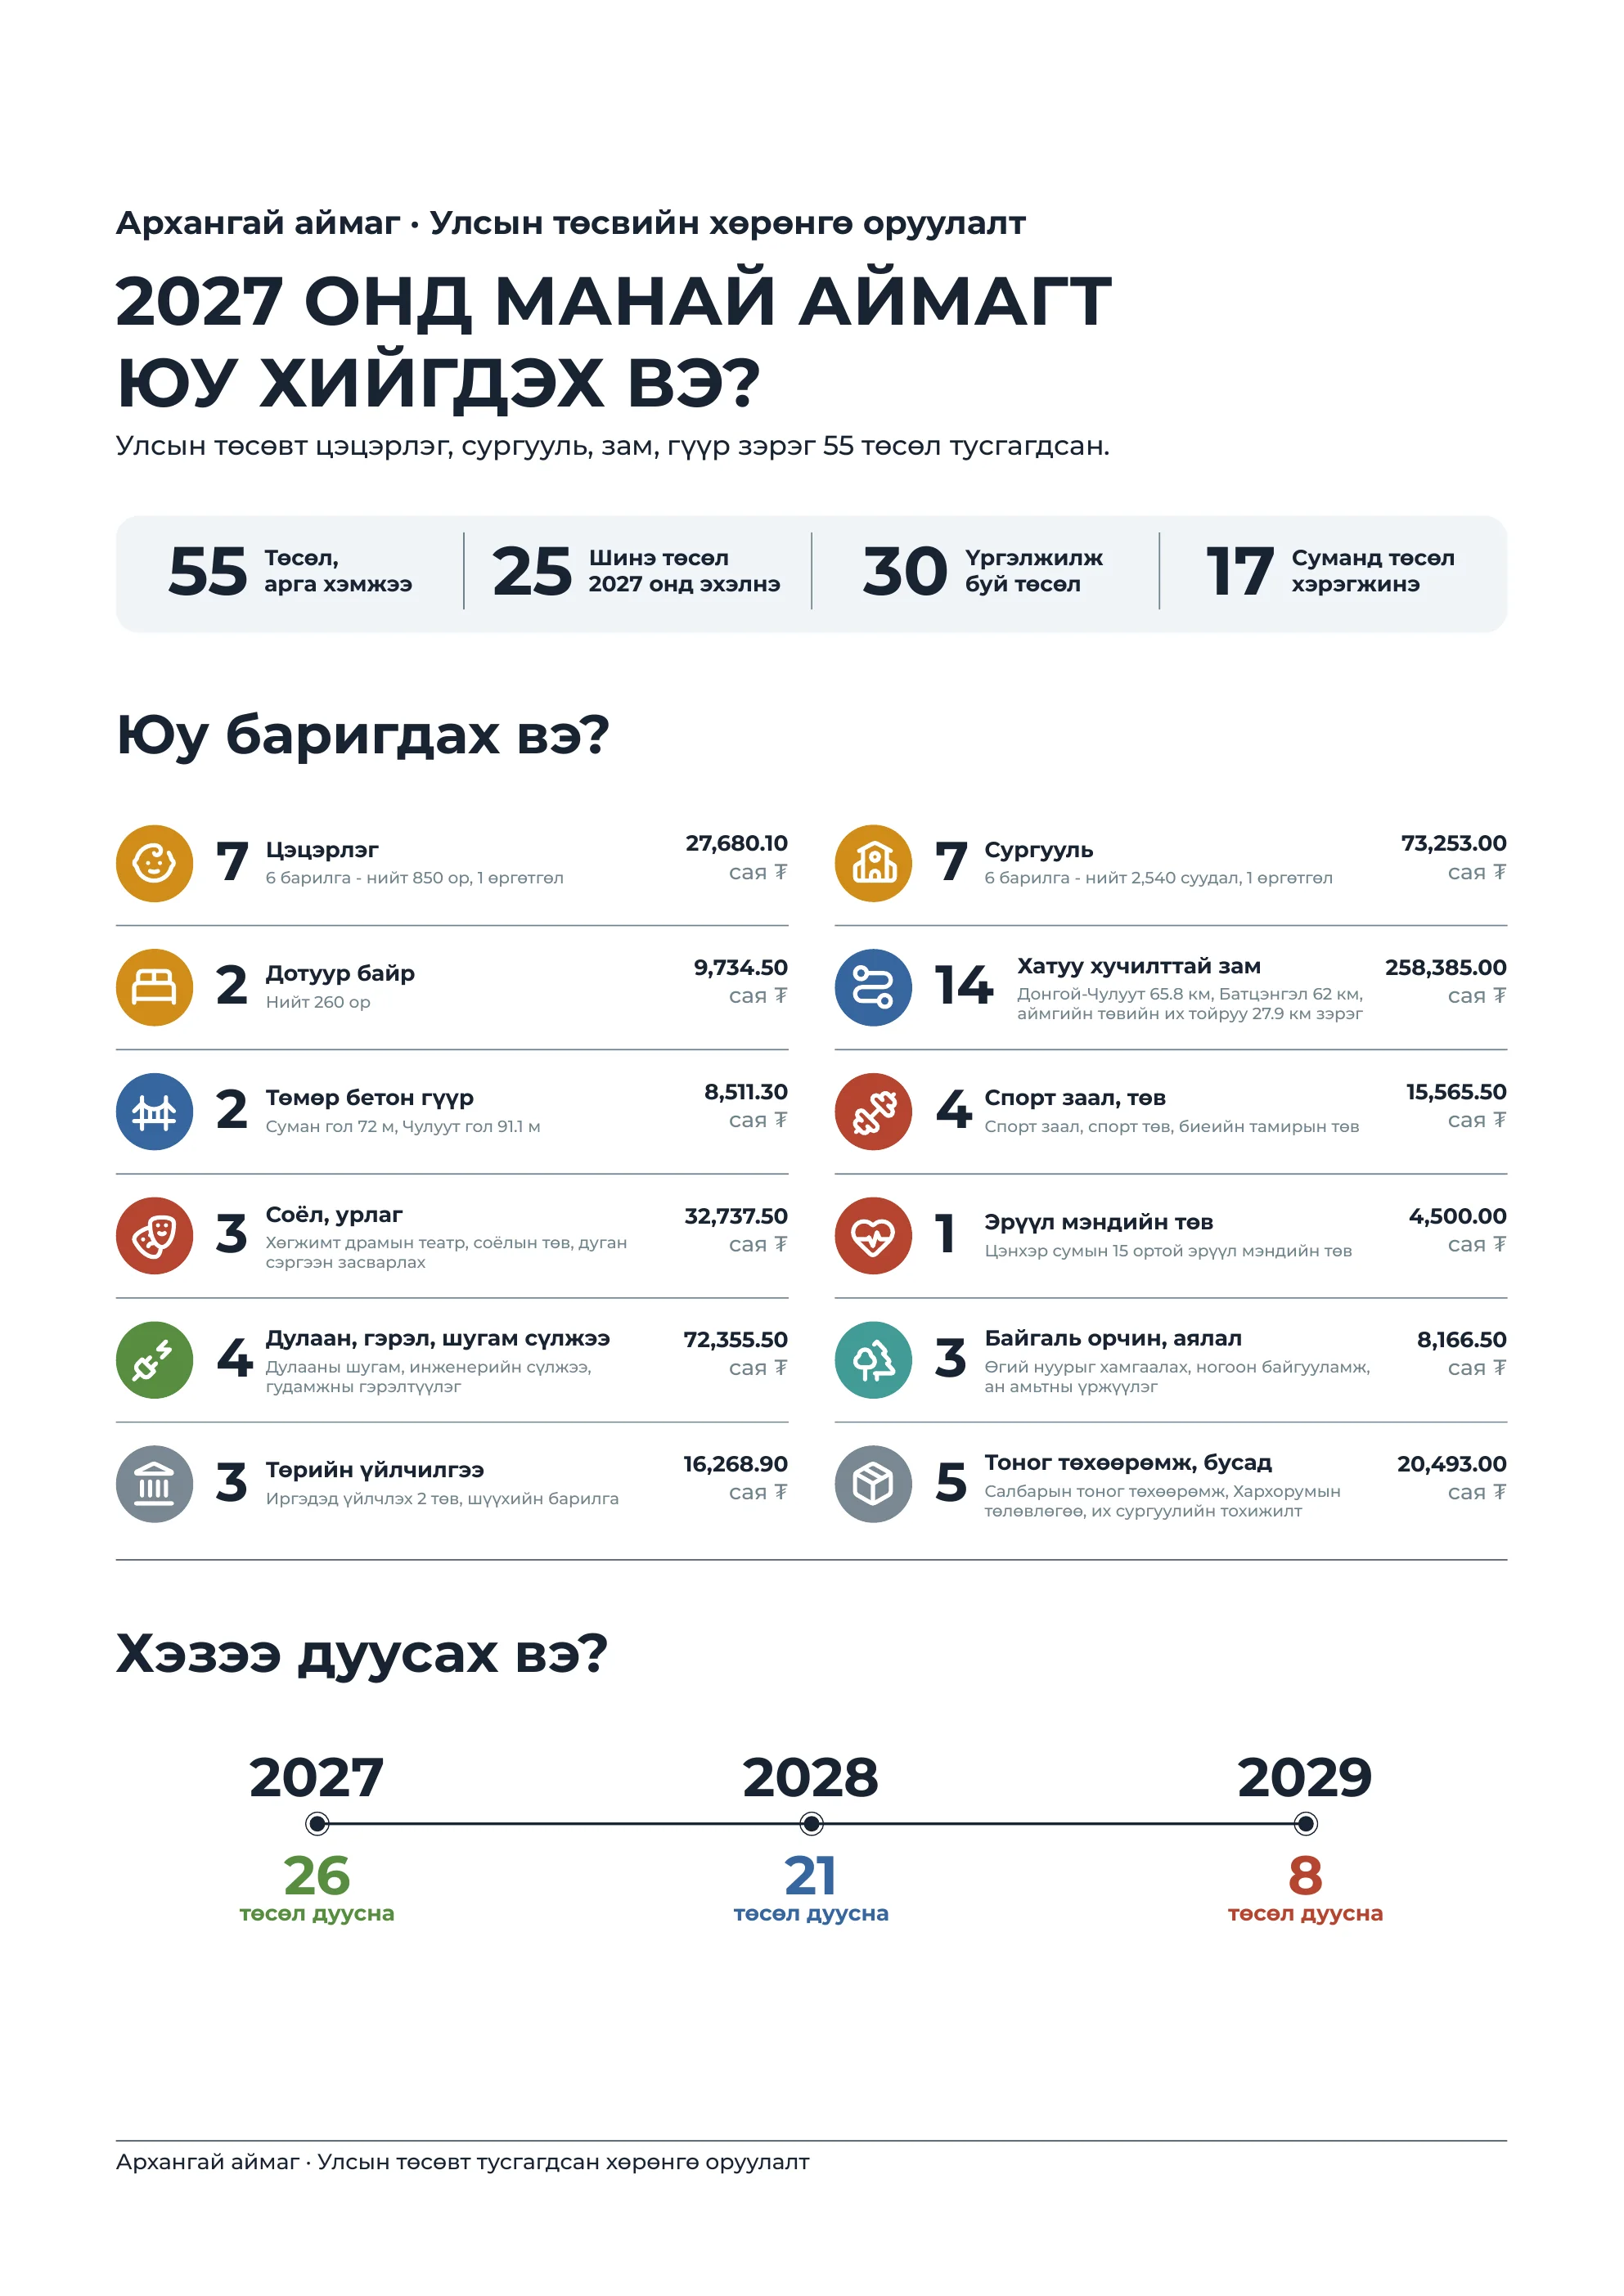 Архангай аймаг · Улсын төсвийн хөрөнгө оруулалт
2027 ОНД МАНАЙ АЙМАГТ
ЮУ ХИЙГДЭХ ВЭ?
Улсын төсөвт цэцэрлэг, сургууль, зам, гүүр зэрэг 55 төсөл тусгагдсан.
55 Төсөл,
арга хэмжээ
25 Шинэ төсөл
2027 онд эхэлнэ
30 Үргэлжилж
буй төсөл
17 Суманд төсөл
хэрэгжинэ
Юу баригдах вэ?
7 Цэцэрлэг 27,680.10
6 барилга - нийт 850 ор, 1 өргөтгөл сая ₮
7 Сургууль 73,253.00
6 барилга - нийт 2,540 суудал, 1 өргөтгөл сая ₮
2 Дотуур байр 9,734.50
Нийт 260 ор сая ₮
14 Хатуу хучилттай зам 258,385.00
Донгой-Чулуут 65.8 км, Батцэнгэл 62 км, сая ₮
аймгийн төвийн их тойруу 27.9 км зэрэг
2 Төмөр бетон гүүр 8,511.30
Суман гол 72 м, Чулуут гол 91.1 м сая ₮
4 Спорт заал, төв 15,565.50
Спорт заал, спорт төв, биеийн тамирын төв сая ₮
3 Соёл, урлаг 32,737.50
Хөгжимт драмын театр, соёлын төв, дуган сая ₮
сэргээн засварлах
1 Эрүүл мэндийн төв 4,500.00
Цэнхэр сумын 15 ортой эрүүл мэндийн төв сая ₮
4 Дулаан, гэрэл, шугам сүлжээ 72,355.50
Дулааны шугам, инженерийн сүлжээ, сая ₮
гудамжны гэрэлтүүлэг
3 Байгаль орчин, аялал 8,166.50
Өгий нуурыг хамгаалах, ногоон байгууламж, сая ₮
ан амьтны үржүүлэг
3 Төрийн үйлчилгээ 16,268.90
Иргэдэд үйлчлэх 2 төв, шүүхийн барилга сая ₮
5 Тоног төхөөрөмж, бусад 20,493.00
Салбарын тоног төхөөрөмж, Хархорумын сая ₮
төлөвлөгөө, их сургуулийн тохижилт
Хэзээ дуусах вэ?
2027 2028 2029
26 21 8
төсөл дуусна төсөл дуусна төсөл дуусна
Архангай аймаг · Улсын төсөвт тусгагдсан хөрөнгө оруулалт